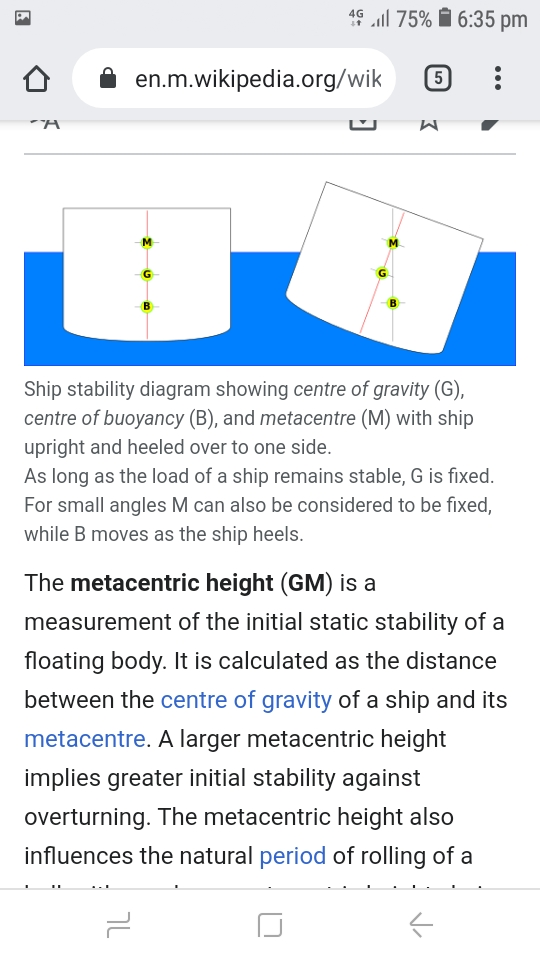 4G 75% 6:35 pm
en.m.wikipedia.org/wik 5
M M
G G
B B
Ship stability diagram showing centre of gravity (G),
centre of buoyancy (B), and metacentre (M) with ship
upright and heeled over to one side.
As long as the load of a ship remains stable, G is fixed.
For small angles M can also be considered to be fixed,
while B moves as the ship heels.
The metacentric height (GM) is a
measurement of the initial static stability of a
floating body. It is calculated as the distance
between the centre of gravity of a ship and its
metacentre. A larger metacentric height
implies greater initial stability against
overturning. The metacentric height also
influences the natural period of rolling of a